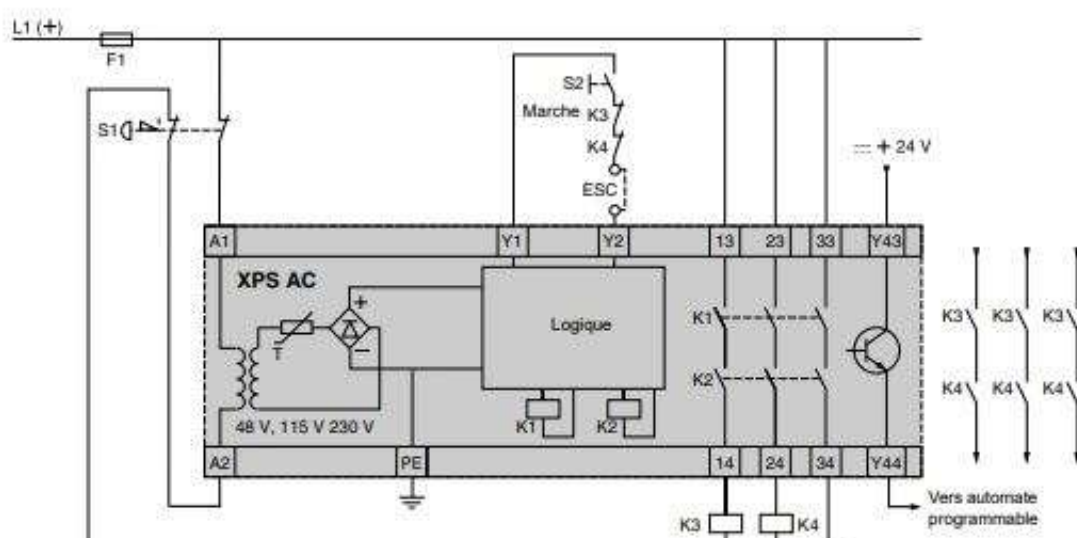 L1 (+)
F1
S1
S2
Marche
K3
K4
ESC
+ 24 V
A1
Y1
Y2
13
23
33
Y43
XPS AC
+
T
−
Logique
K1
K2
48 V, 115 V 230 V
K1
K2
K3
K3
K3
K4
K4
K4
A2
PE
14
24
34
Y44
K3
K4
Vers automate
programmable